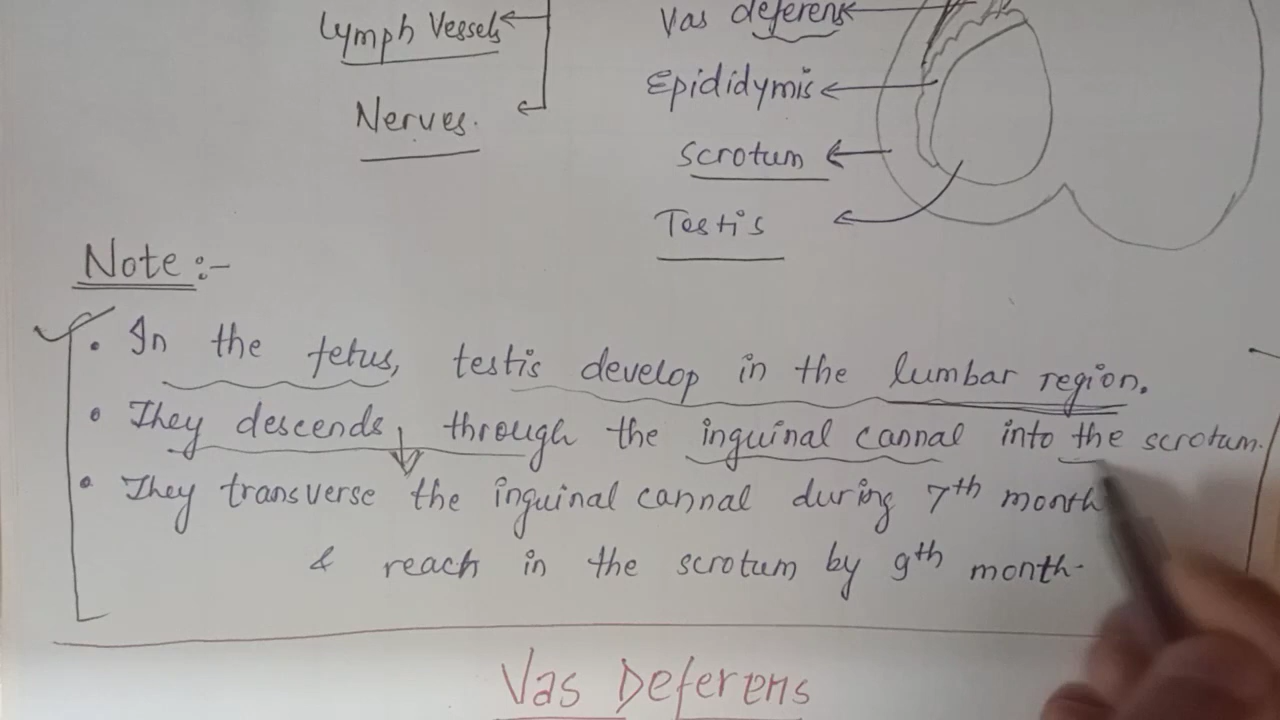 Lymph Vessels
Nerves.
Vas deferens
Epididymis
Scrotum
Testis
Note:-
• In the fetus, testis develop in the lumbar region.
• They descends through the inguinal cannal into the scrotum.
• They transverse the inguinal cannal during 7th month
& reach in the scrotum by 9th month.
Vas Deferens